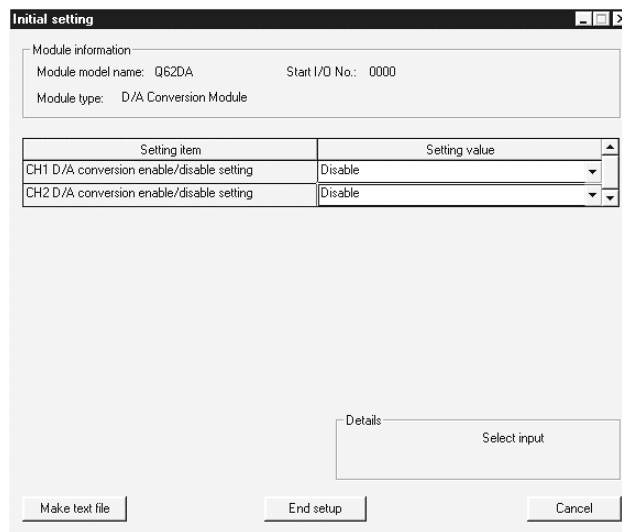 Initial setting
Module information
Module model name: Q62DA Start I/O No.: 0000
Module type: D/A Conversion Module
Setting item Setting value
CH1 D/A conversion enable/disable setting Disable
CH2 D/A conversion enable/disable setting Disable
Details
Select input
Make text file End setup Cancel